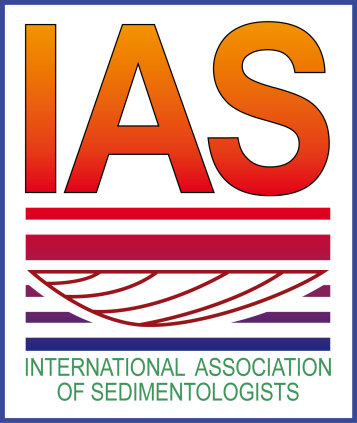 IAS
INTERNATIONAL ASSOCIATION
OF SEDIMENTOLOGISTS